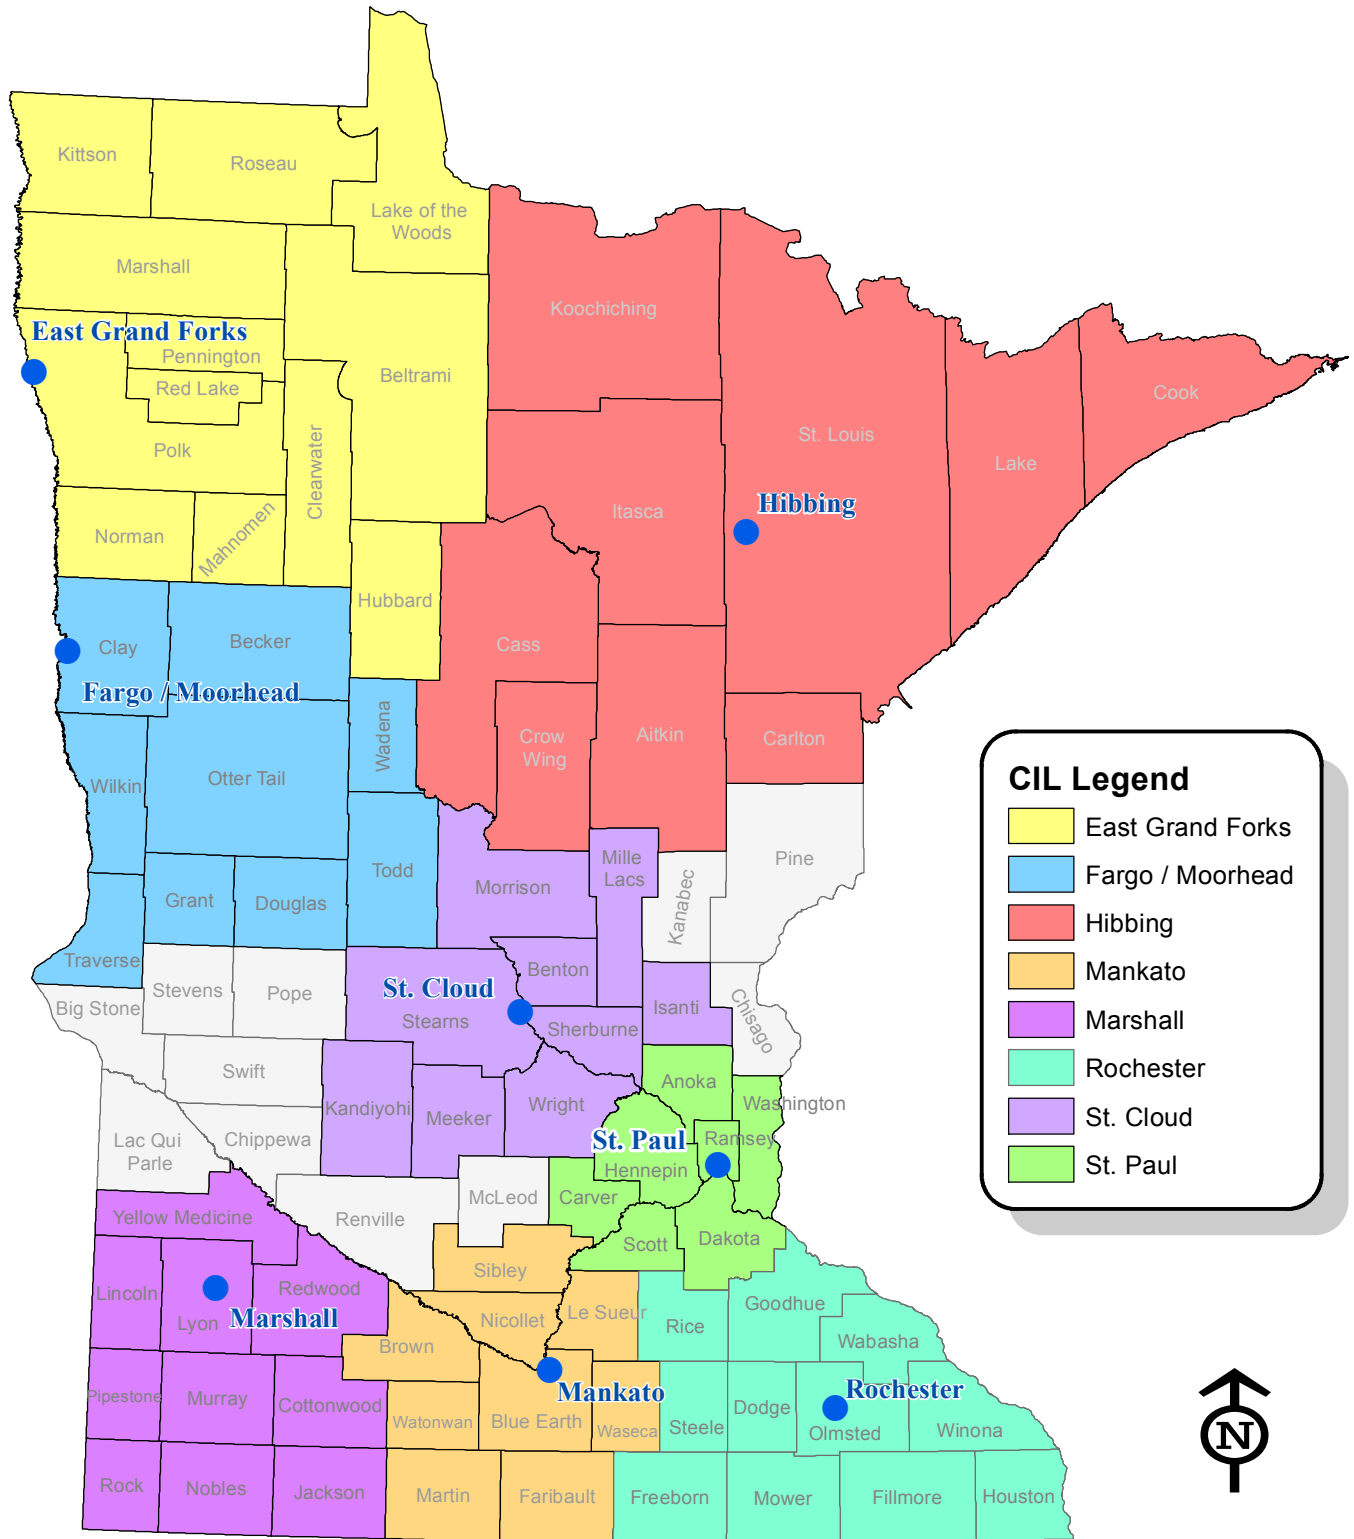 Kittson
Roseau
Lake of the
Woods
Marshall
Koochiching
East Grand Forks
Pennington
Red Lake
Beltrami
Cook
St. Louis
Polk
Clearwater
Lake
Hibbing
Itasca
Norman
Mahnomen
Hubbard
Clay
Becker
Cass
Fargo / Moorhead
Wadena
Crow
Wing
Aitkin
Carlton
Wilkin
Otter Tail
CIL Legend
East Grand Forks
Fargo / Moorhead
Hibbing
Mankato
Marshall
Rochester
St. Cloud
St. Paul
Todd
Mille
Lacs
Pine
Morrison
Kanabec
Grant
Douglas
Traverse
Benton
Stevens
Pope
St. Cloud
Big Stone
Stearns
Isanti
Sherburne
Chisago
Swift
Anoka
Kandiyohi
Meeker
Wright
Washington
Lac Qui
Parle
Chippewa
St. Paul
Ramsey
Hennepin
McLeod
Carver
Yellow Medicine
Renville
Scott
Dakota
Sibley
Lincoln
Redwood
Lyon
Marshall
Nicollet
Le Sueur
Goodhue
Rice
Wabasha
Brown
Pipestone
Murray
Cottonwood
Mankato
Rochester
Watonwan
Blue Earth
Waseca
Steele
Dodge
Olmsted
Winona
N
Rock
Nobles
Jackson
Martin
Faribault
Freeborn
Mower
Fillmore
Houston